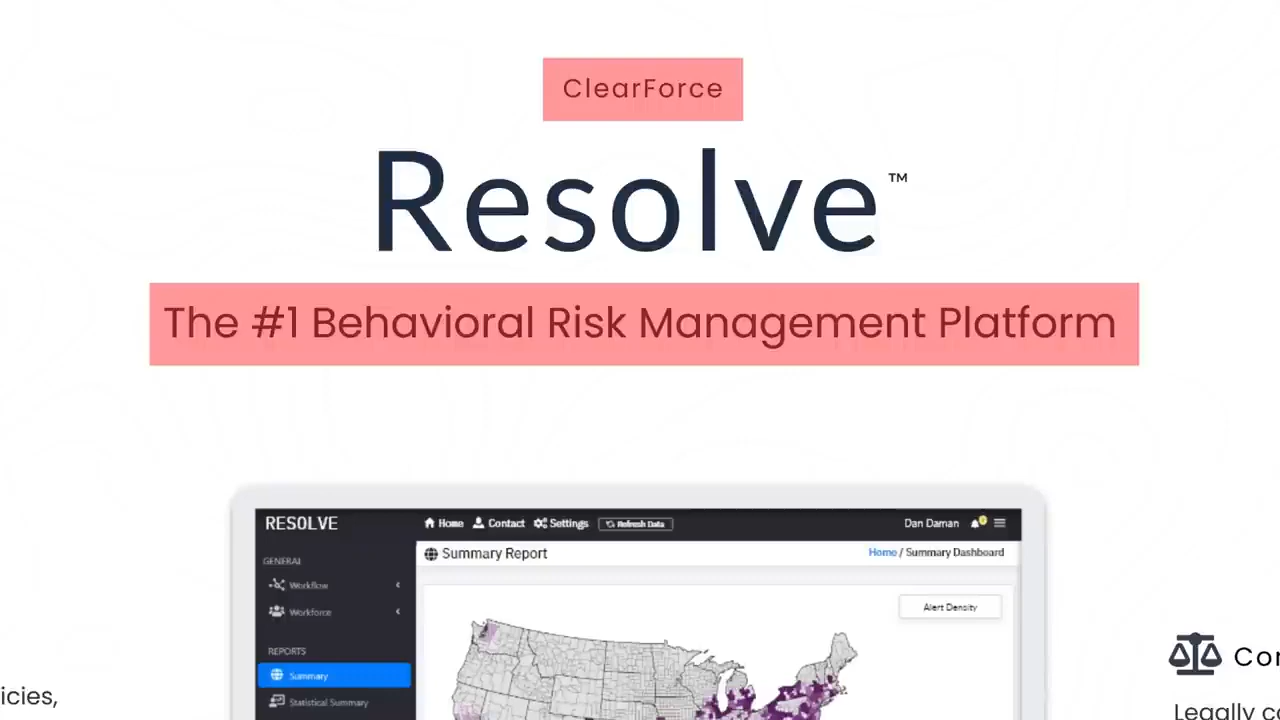 ClearForce
Resolve™
The #1 Behavioral Risk Management Platform
RESOLVE
Home Contact Settings Refresh Data
Dan Daman
Summary Report
Home / Summary Dashboard
GENERAL
Workflow
Workforce
Alert Density
REPORTS
Summary
Statistical Summary
icies,
Con
Legally co